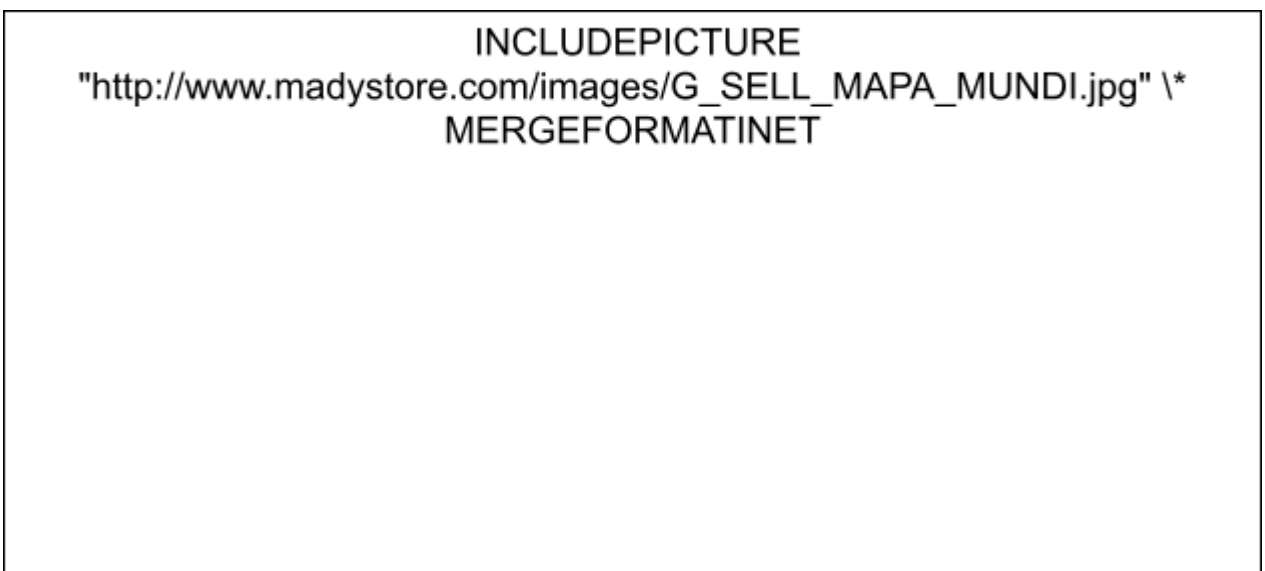 INCLUDEPICTURE
"http://www.madystore.com/images/G_SELL_MAPA_MUNDI.jpg" \*
MERGEFORMATINET